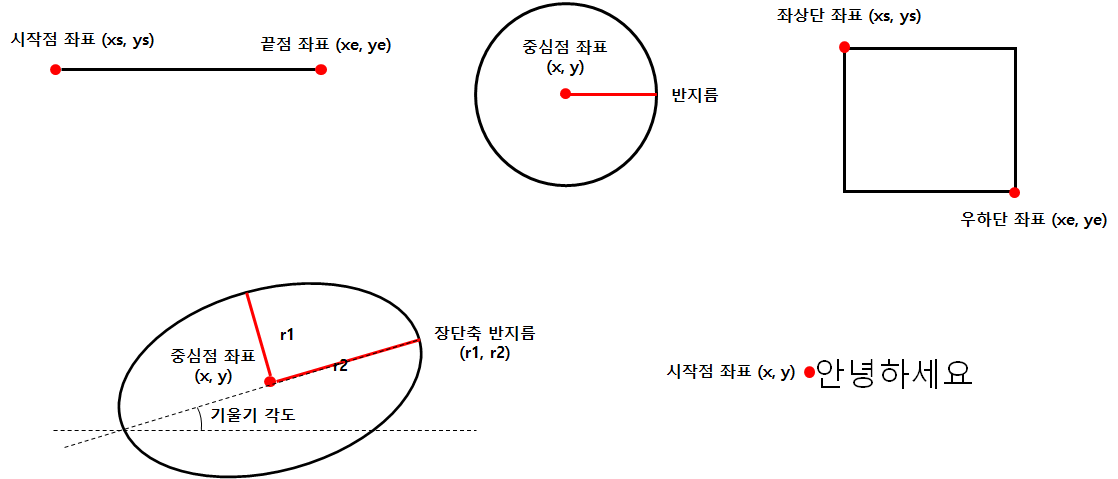 시작점 좌표 (xs, ys)
끝점 좌표 (xe, ye)
중심점 좌표
(x, y)
반지름
좌상단 좌표 (xs, ys)
우하단 좌표 (xe, ye)
r1
r2
장단축 반지름
(r1, r2)
중심점 좌표
(x, y)
기울기 각도
시작점 좌표 (x, y)
안녕하세요